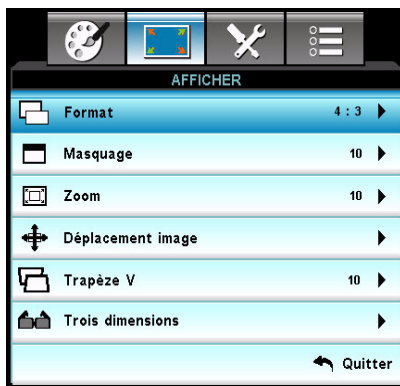 AFFICHER
Format 4 : 3
Masquage 10
Zoom 10
Déplacement image
Trapèze V 10
Trois dimensions
Quitter